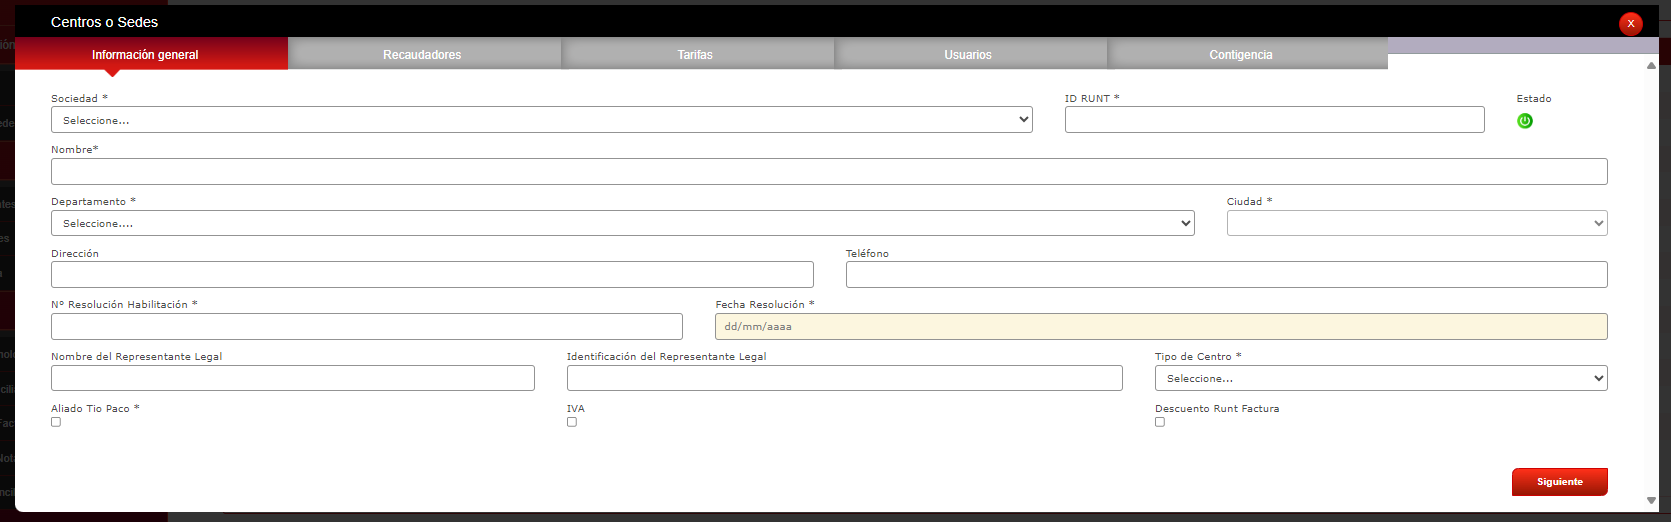 Centros o Sedes
X
Información general Recaudadores Tarifas Usuarios Contigencia
Sociedad * ID RUNT * Estado
Seleccione...
Nombre*
Departamento * Ciudad *
Seleccione....
Dirección Teléfono
Nº Resolución Habilitación * Fecha Resolución *
dd/mm/aaaa
Nombre del Representante Legal Identificación del Representante Legal Tipo de Centro *
Seleccione...
Aliado Tio Paco * IVA Descuento Runt Factura
Siguiente